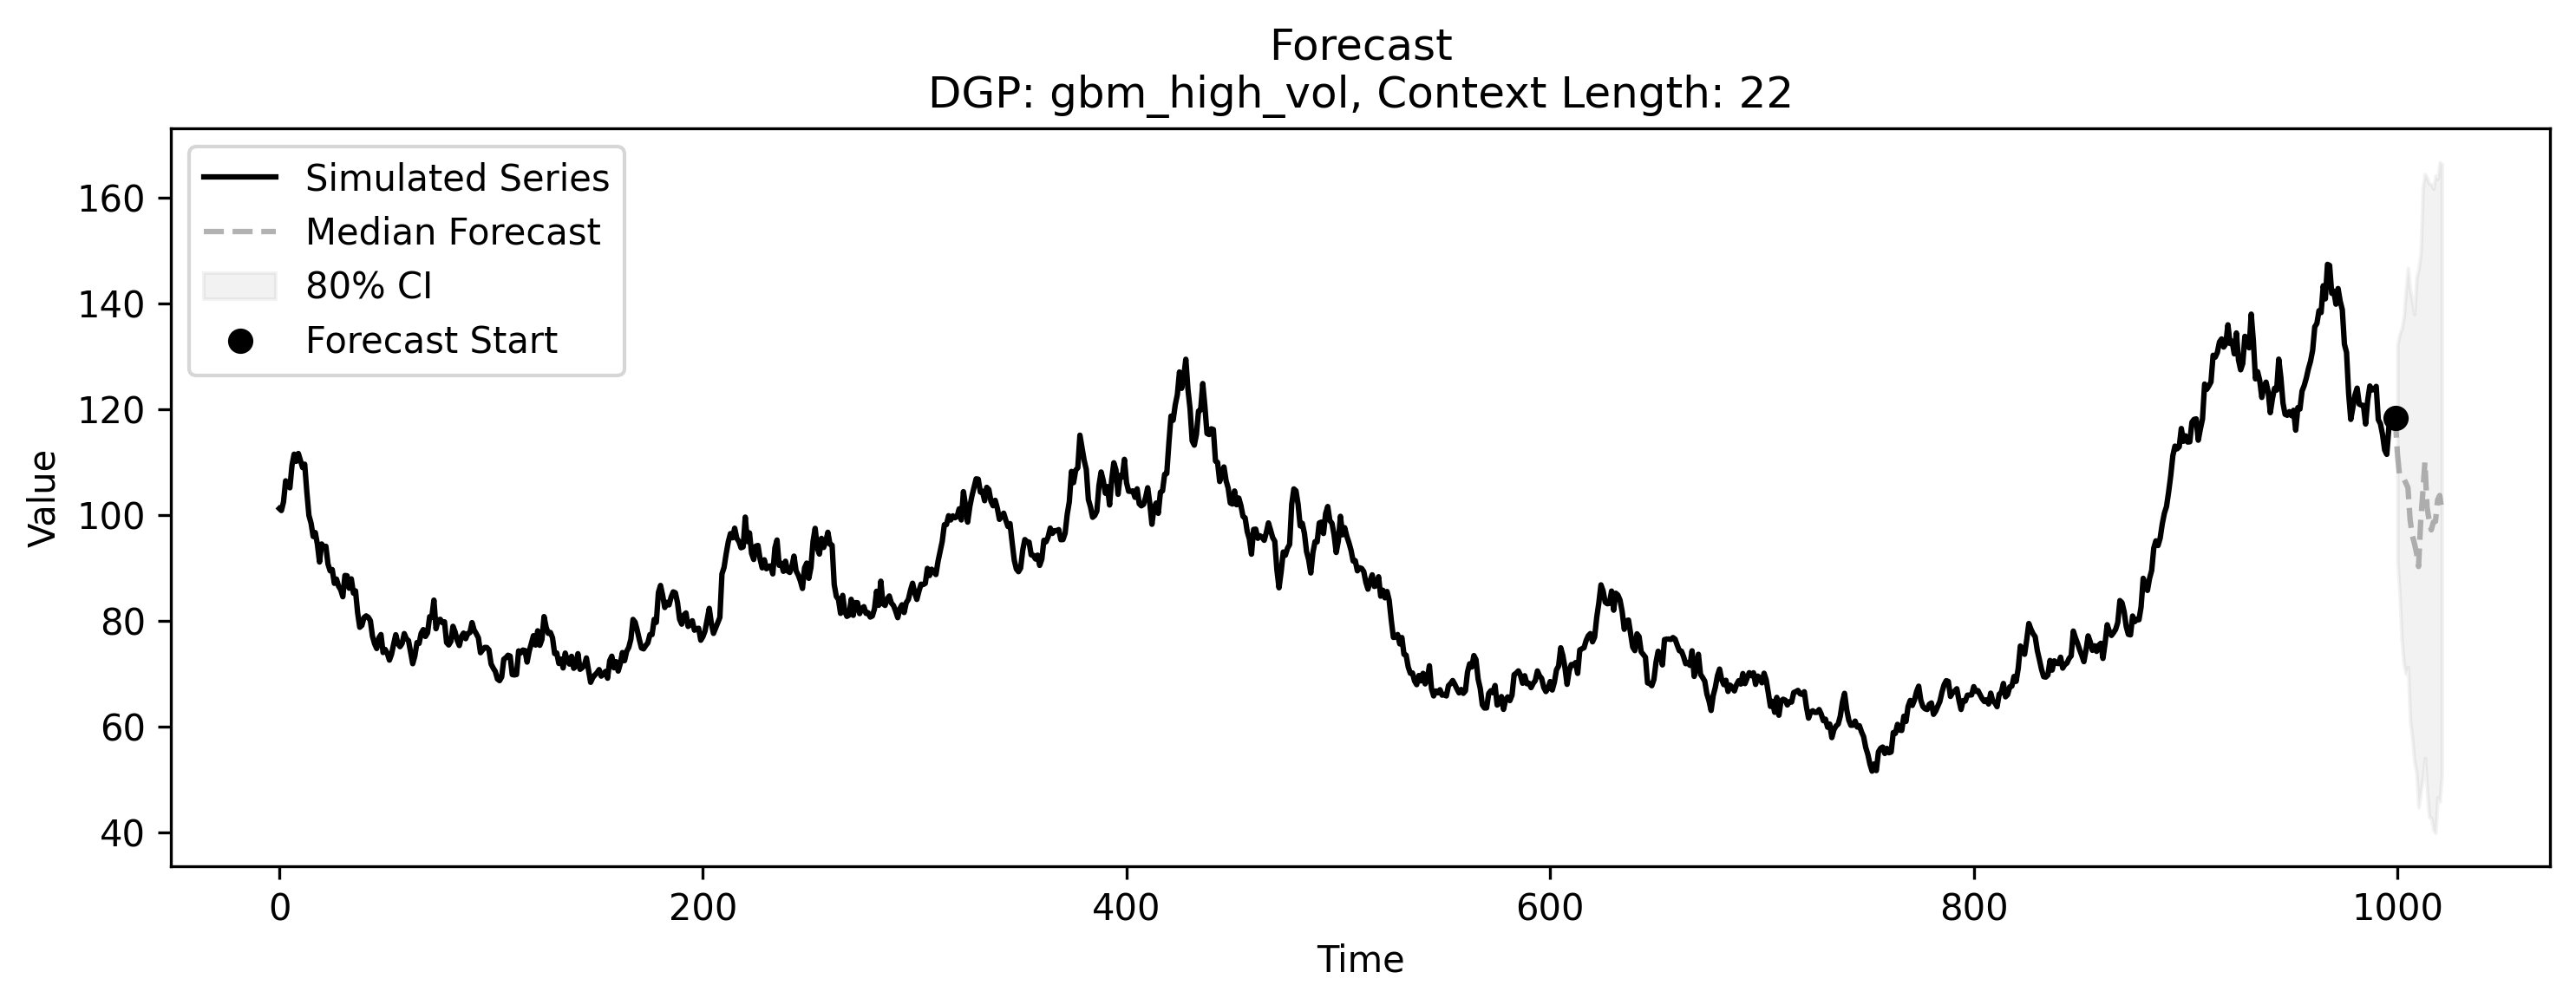 Forecast
DGP: gbm_high_vol, Context Length: 22
Simulated Series
Median Forecast
80% CI
Forecast Start
Value
160
140
120
100
80
60
40
0
200
400
600
800
1000
Time